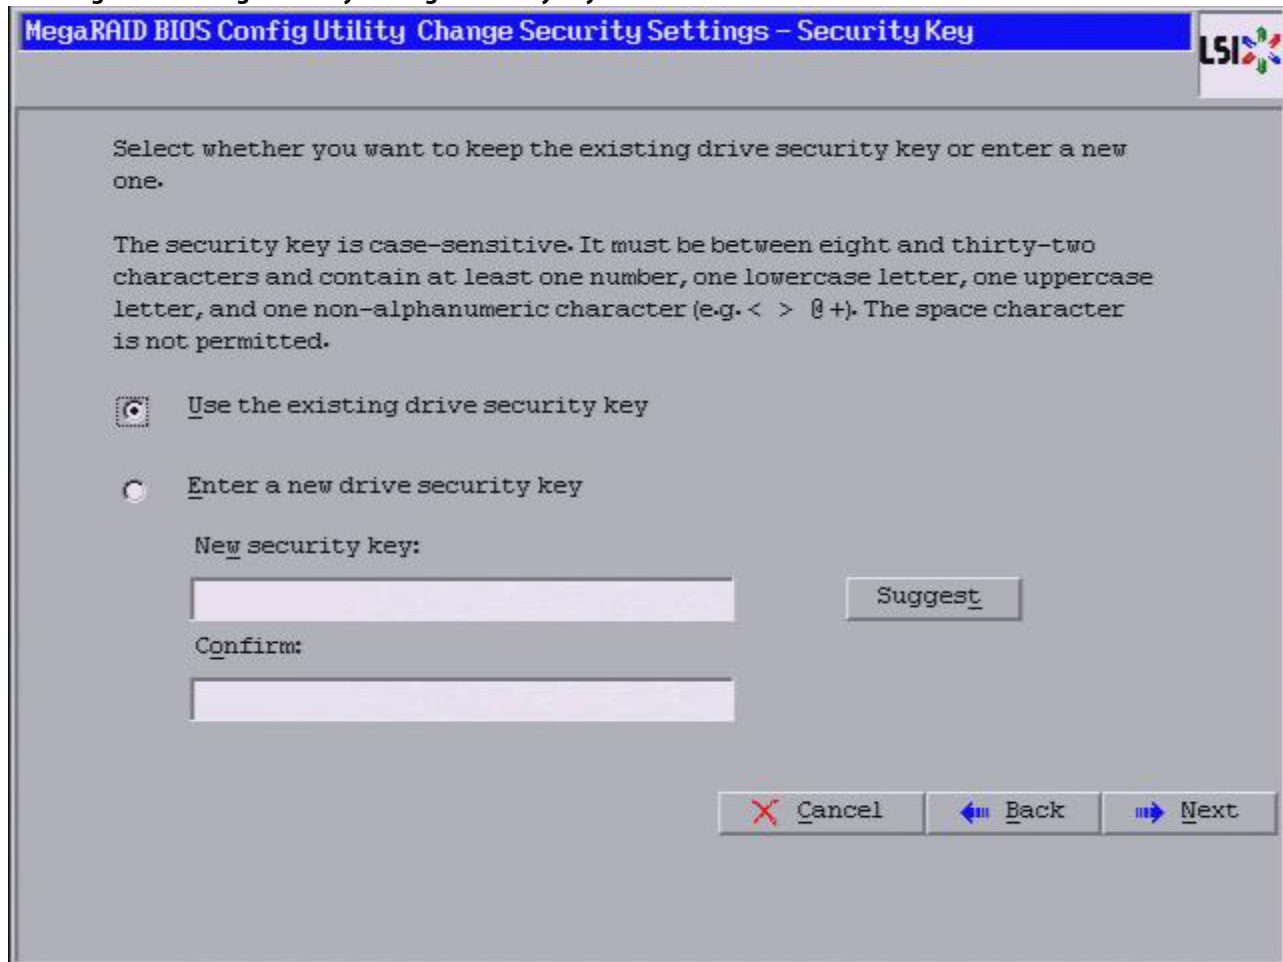 MegaRAID BIOS Config Utility Change Security Settings - Security Key
LSI
Select whether you want to keep the existing drive security key or enter a new
one.
The security key is case-sensitive. It must be between eight and thirty-two
characters and contain at least one number, one lowercase letter, one uppercase
letter, and one non-alphanumeric character (e.g. < > @ +). The space character
is not permitted.
Use the existing drive security key
Enter a new drive security key
New security key:
Suggest
Confirm:
Cancel Back Next